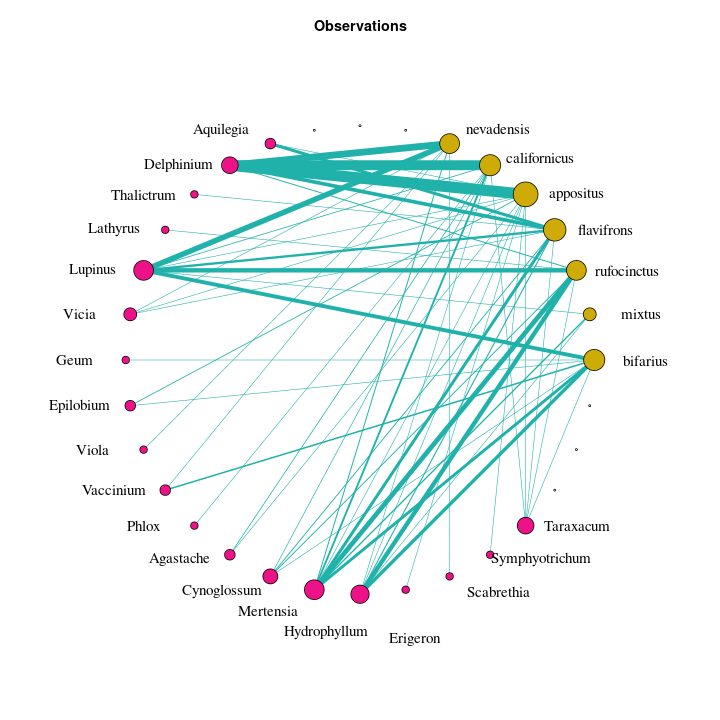 Observations
Aquilegia
nevadensis
Delphinium
californicus
Thalictrum
appositus
Lathyrus
flavifrons
Lupinus
rufocinctus
Vicia
mixtus
Geum
bifarius
Epilobium
Viola
Vaccinium
Phlox
Taraxacum
Agastache
Symphyotrichum
Cynoglossum
Scabrethia
Mertensia
Hydrophyllum
Erigeron